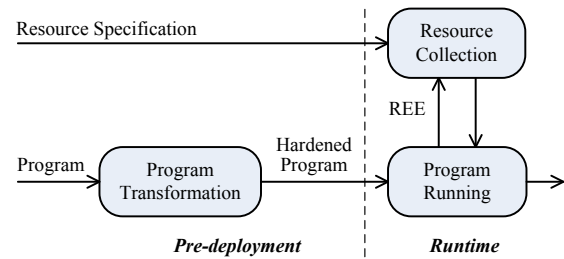 Resource Specification
Resource
Collection
REE
Program
Program
Transformation
Hardened
Program
Program
Running
Pre-deployment
Runtime